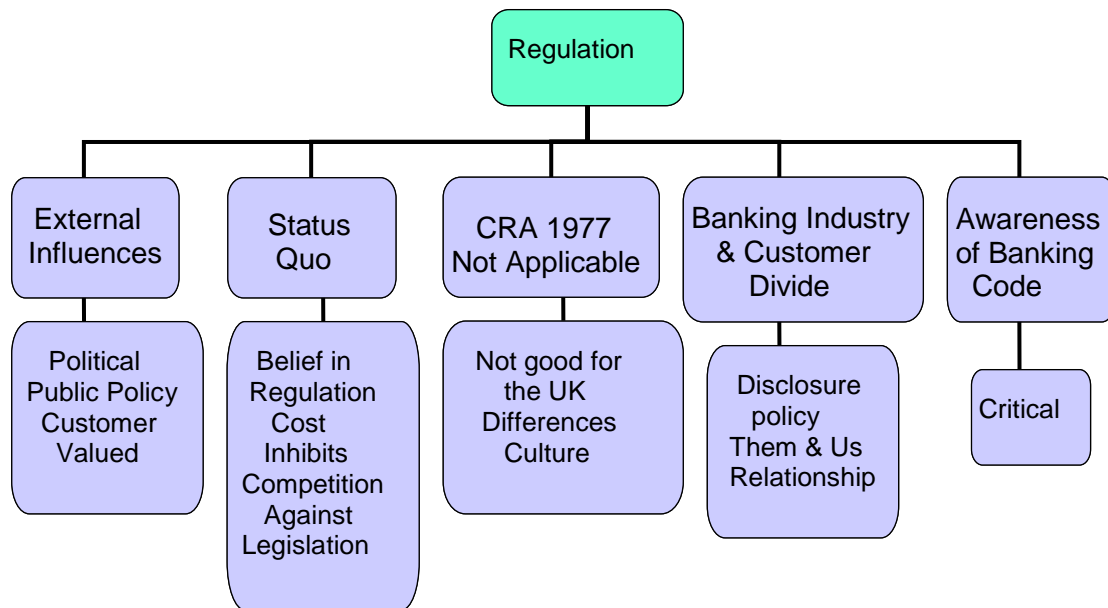 Regulation
External
Influences
Status
Quo
CRA 1977
Not Applicable
Banking Industry
& Customer
Divide
Awareness
of Banking
Code
Political
Public Policy
Customer
Valued
Belief in
Regulation
Cost
Inhibits
Competition
Against
Legislation
Not good for
the UK
Differences
Culture
Disclosure
policy
Them & Us
Relationship
Critical